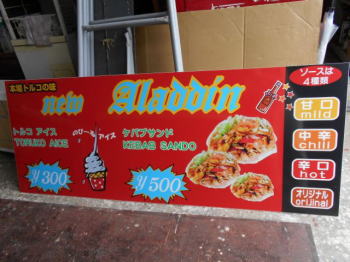 本場トルコの味
new Aladdin
トルコ アイス
TORUKO AICE
¥300
のび〜るアイス
ケバブサンド
KEBAB SANDO
¥500
ソースは
4種類
甘口
mild
中辛
chili
辛口
hot
オリジナル
orijinal